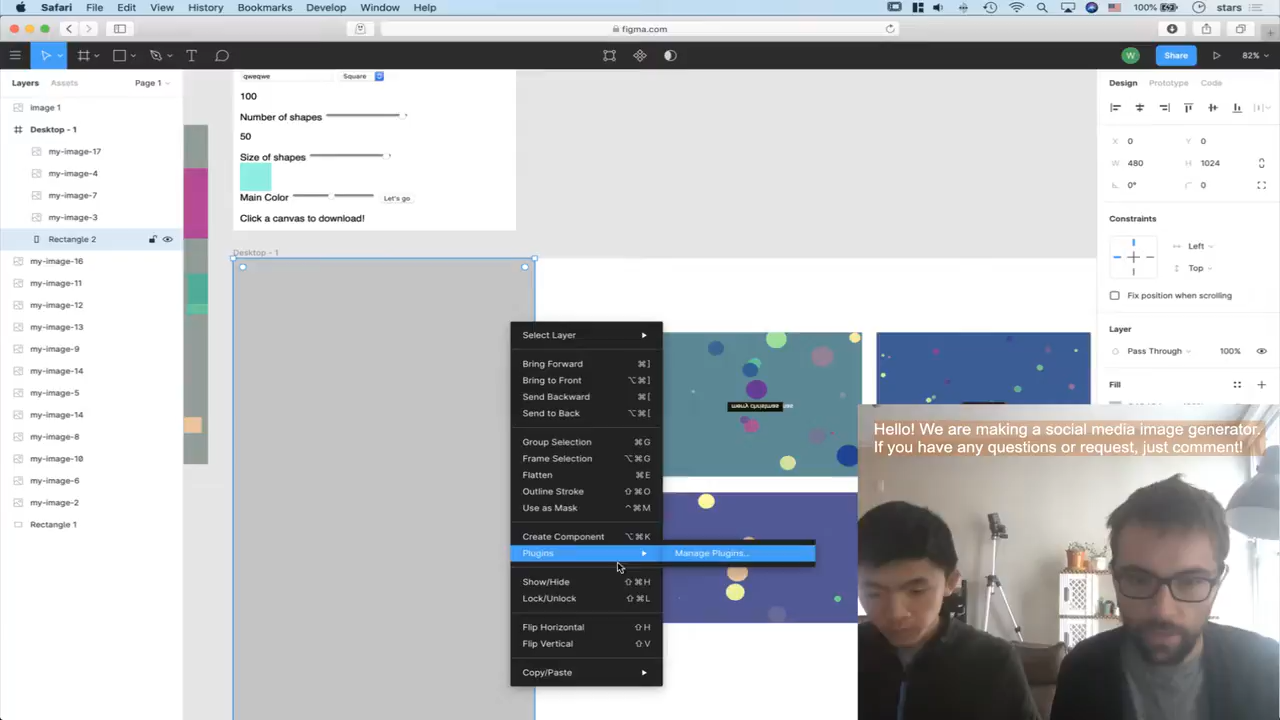 Safari File Edit View History Bookmarks Develop Window Help 100% stars
figma.com
W Share 82%
Layers Assets Page 1
Design Prototype Code
image 1
Desktop - 1
my-image-17
my-image-4
my-image-7
my-image-3
Rectangle 2
my-image-16
my-image-11
my-image-12
my-image-13
my-image-9
my-image-14
my-image-5
my-image-14
my-image-8
my-image-10
my-image-6
my-image-2
Rectangle 1
qweqwe Square
100
Number of shapes
50
Size of shapes
Main Color Let's go
Click a canvas to download!
Desktop - 1
Select Layer
Bring Forward ⌘]
Bring to Front ⌥⌘]
Send Backward ⌘[
Send to Back ⌥⌘[
Group Selection ⌘G
Frame Selection ⌥⌘G
Flatten ⌘E
Outline Stroke ⇧⌘O
Use as Mask ^⌘M
Create Component ⌥⌘K
Plugins
Manage Plugins...
Show/Hide ⇧⌘H
Lock/Unlock ⇧⌘L
Flip Horizontal ⇧H
Flip Vertical ⇧V
Copy/Paste
merry christmas
X 0 Y 0
W 480 H 1024
0° 0
Constraints
Left
Top
Fix position when scrolling
Layer
Pass Through 100%
Fill
Hello! We are making a social media image generator.
If you have any questions or request, just comment!